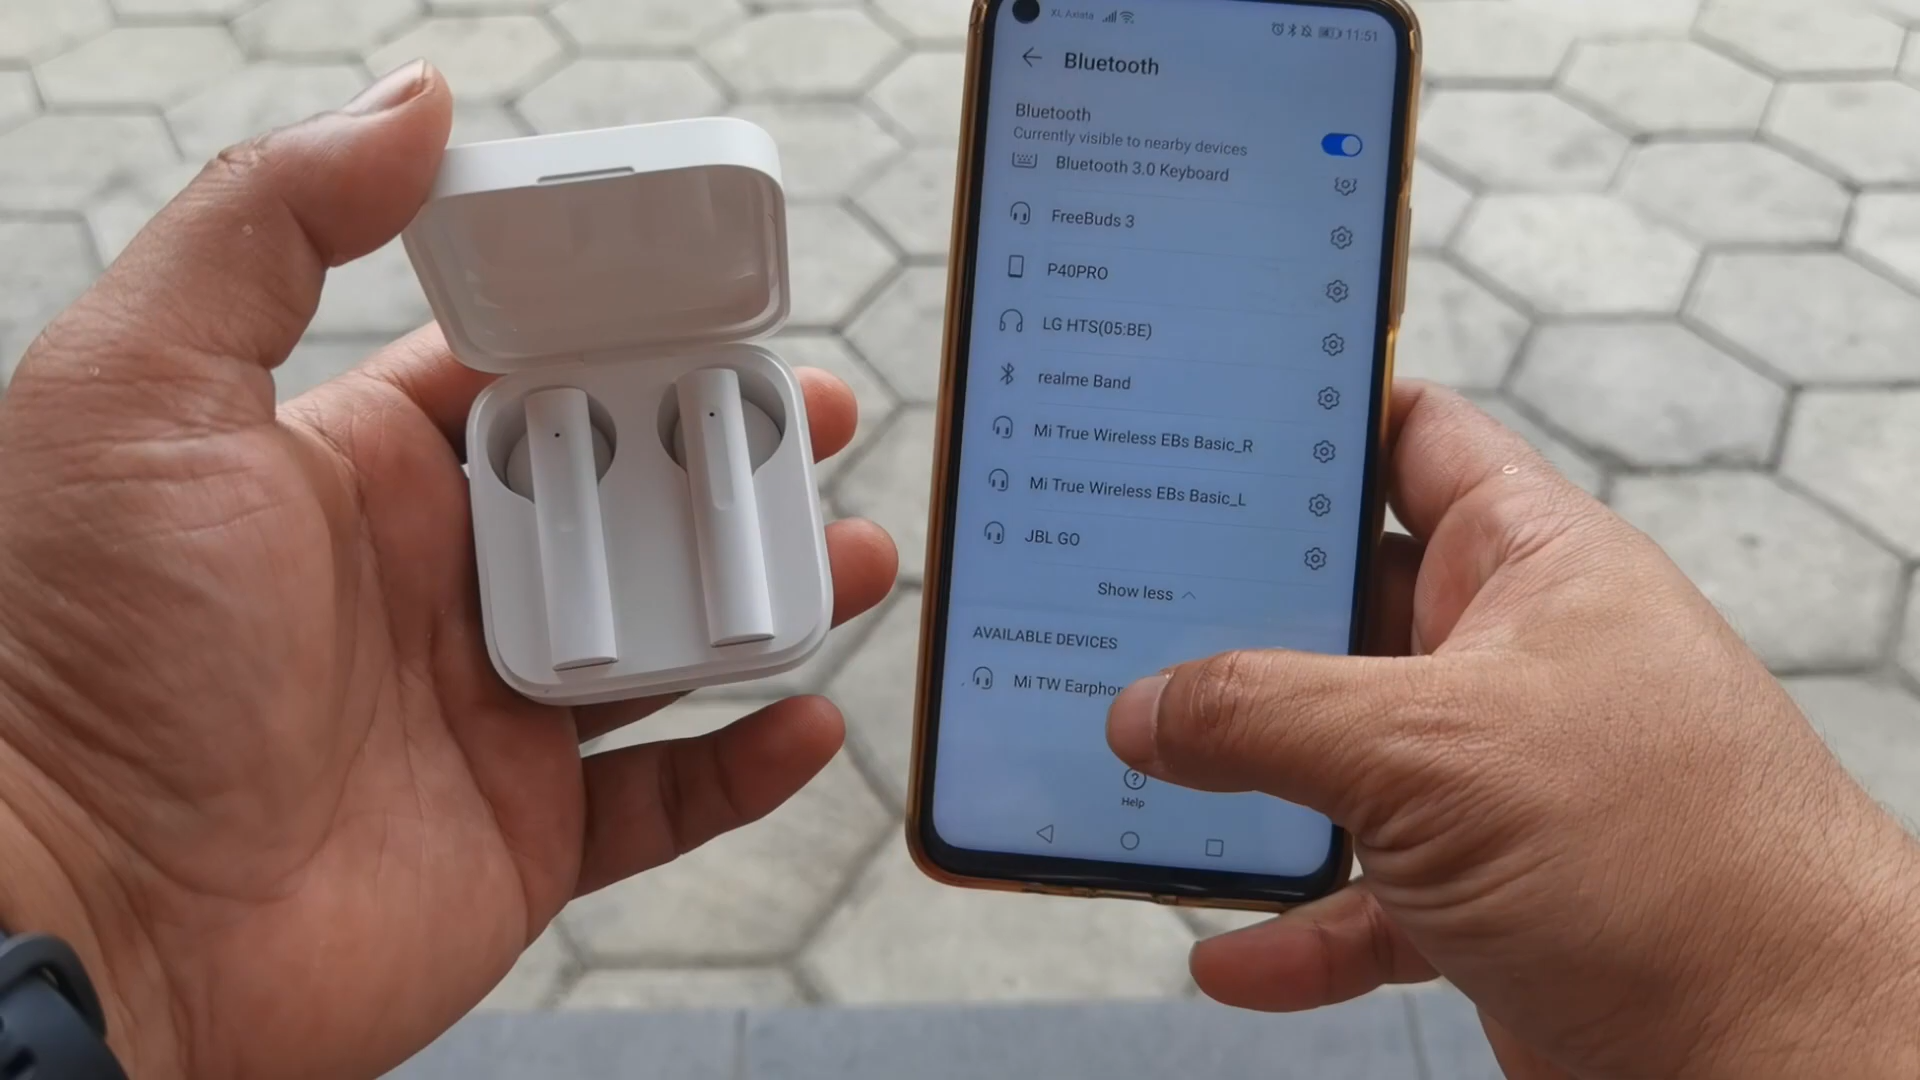 XL Axiata
11:51
Bluetooth
Bluetooth
Currently visible to nearby devices
Bluetooth 3.0 Keyboard
FreeBuds 3
P40PRO
LG HTS(05:BE)
realme Band
Mi True Wireless EBs Basic_R
Mi True Wireless EBs Basic_L
JBL GO
Show less
AVAILABLE DEVICES
Mi TW Earphon
Help